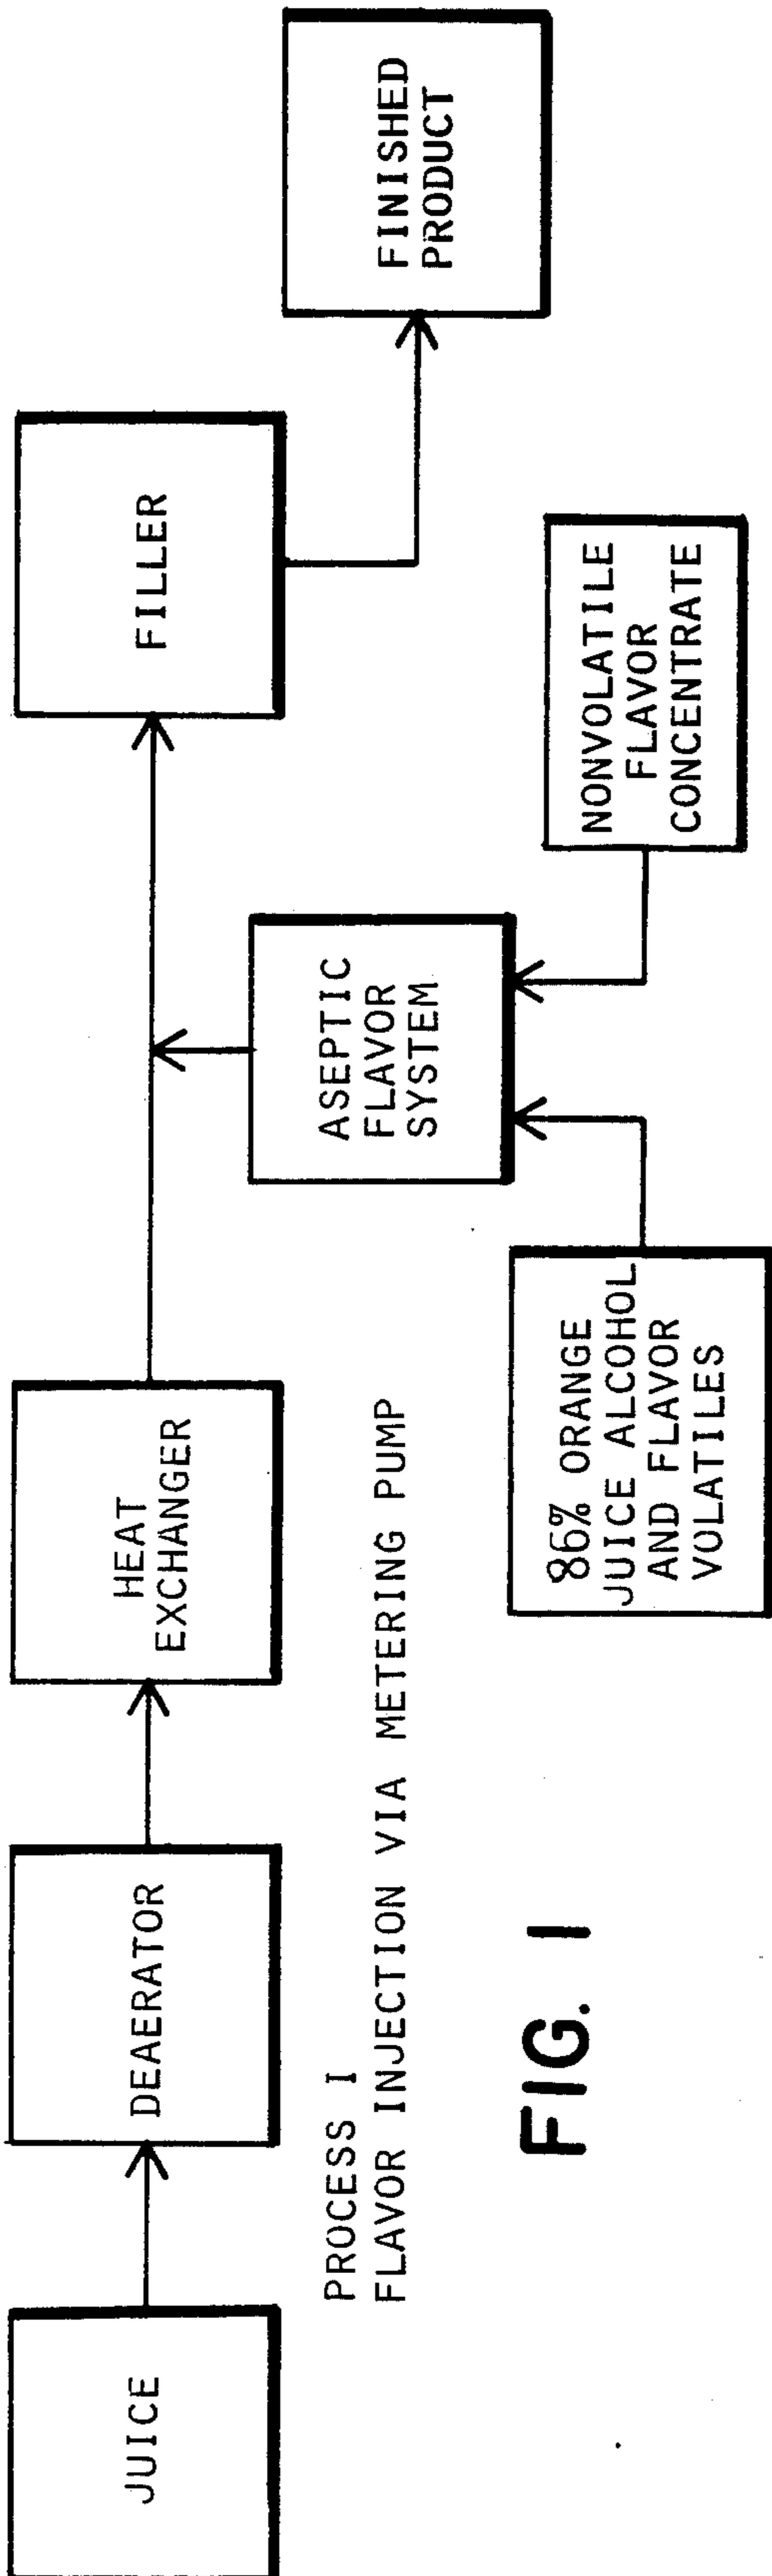 JUICE
DEAERATOR
HEAT
EXCHANGER
FILLER
FINISHED
PRODUCT
ASEPTIC
FLAVOR
SYSTEM
86% ORANGE
JUICE ALCOHOL
AND FLAVOR
VOLATILES
NONVOLATILE
FLAVOR
CONCENTRATE
PROCESS I
FLAVOR INJECTION VIA METERING PUMP
FIG. I